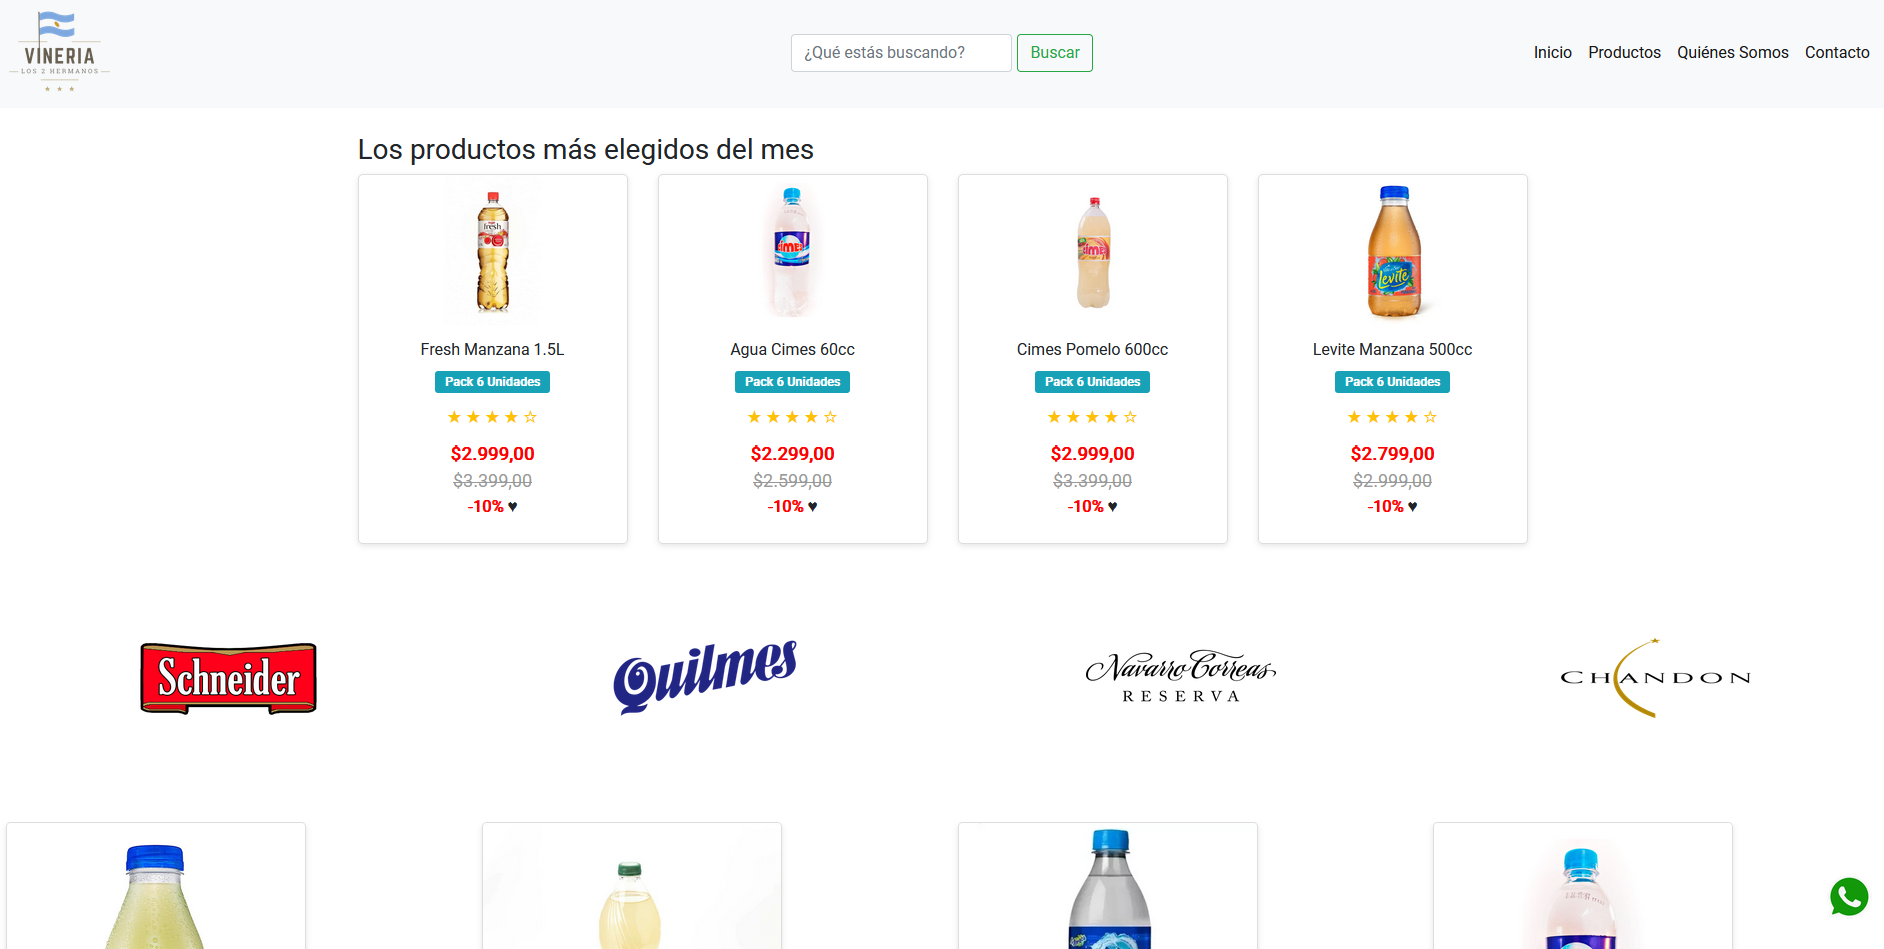 VINERIA
LOS 2 HERMANOS
¿Qué estás buscando?
Buscar
Inicio
Productos
Quiénes Somos
Contacto
Los productos más elegidos del mes
fresh
cimes
cimes
Levite
Fresh Manzana 1.5L
Pack 6 Unidades
$2.999,00
$3.399,00
-10% ♥
Agua Cimes 60cc
Pack 6 Unidades
$2.299,00
$2.599,00
-10% ♥
Cimes Pomelo 600cc
Pack 6 Unidades
$2.999,00
$3.399,00
-10% ♥
Levite Manzana 500cc
Pack 6 Unidades
$2.799,00
$2.999,00
-10% ♥
Schneider
Quilmes
Navarro Correas
RESERVA
CHANDON